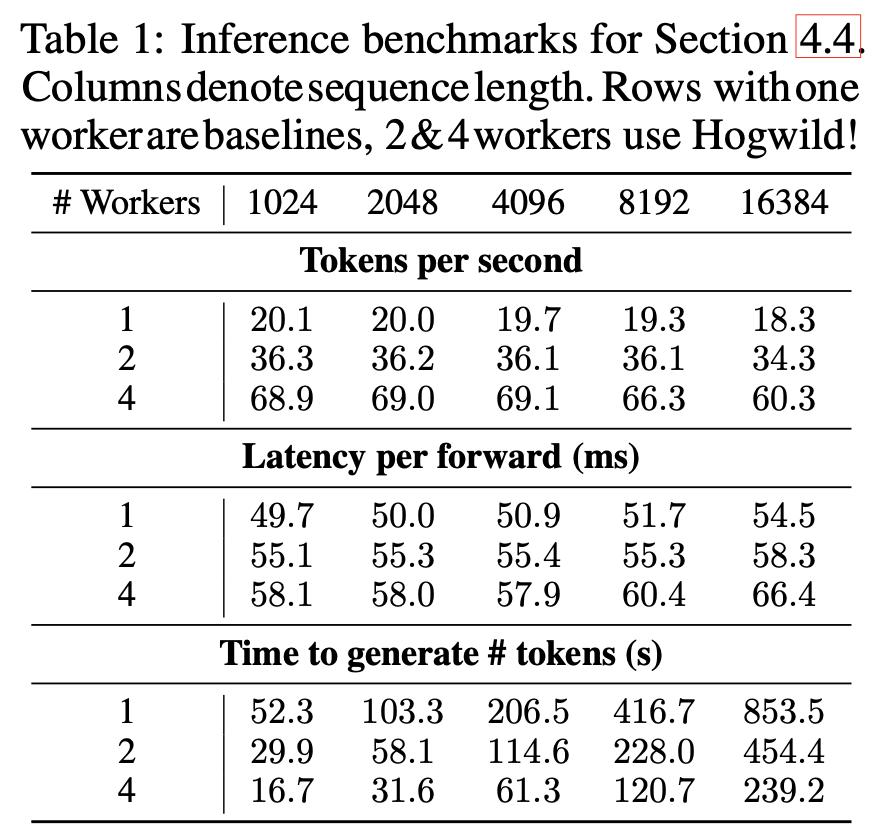 Table 1: Inference benchmarks for Section 4.4.
Columns denote sequence length. Rows with one
worker are baselines, 2 & 4 workers use Hogwild!
# Workers 1024 2048 4096 8192 16384
Tokens per second
1 20.1 20.0 19.7 19.3 18.3
2 36.3 36.2 36.1 36.1 34.3
4 68.9 69.0 69.1 66.3 60.3
Latency per forward (ms)
1 49.7 50.0 50.9 51.7 54.5
2 55.1 55.3 55.4 55.3 58.3
4 58.1 58.0 57.9 60.4 66.4
Time to generate # tokens (s)
1 52.3 103.3 206.5 416.7 853.5
2 29.9 58.1 114.6 228.0 454.4
4 16.7 31.6 61.3 120.7 239.2